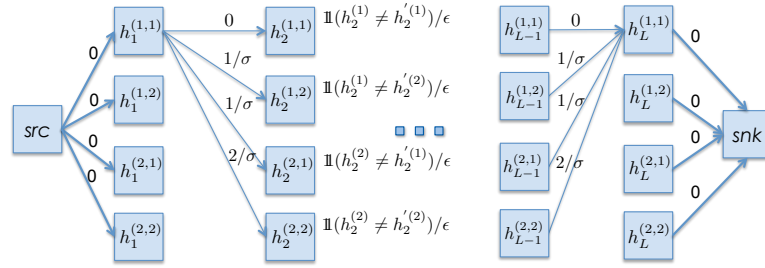 src
0
0
0
0
h_1^{(1,1)}
h_1^{(1,2)}
h_1^{(2,1)}
h_1^{(2,2)}
0
1/σ
1/σ
2/σ
h_2^{(1,1)} 𝟙(h_2^{(1)} ≠ h_2^{'(1)})/ϵ
h_2^{(1,2)} 𝟙(h_2^{(1)} ≠ h_2^{'(2)})/ϵ
h_2^{(2,1)} 𝟙(h_2^{(2)} ≠ h_2^{'(1)})/ϵ
h_2^{(2,2)} 𝟙(h_2^{(2)} ≠ h_2^{'(2)})/ϵ
h_{L-1}^{(1,1)}
h_{L-1}^{(1,2)}
h_{L-1}^{(2,1)}
h_{L-1}^{(2,2)}
0
1/σ
1/σ
2/σ
h_L^{(1,1)}
h_L^{(1,2)}
h_L^{(2,1)}
h_L^{(2,2)}
0
0
0
0
snk